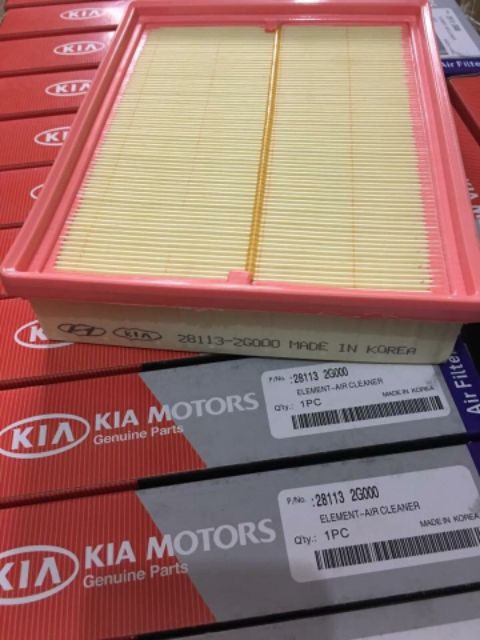 KIA
KIA
KIA
KIA
Air Filter
KIA 28113-2G000 MADE IN KOREA
KIA
KIA MOTORS
Genuine Parts
P/No. :28113 2G000
ELEMENT-AIR CLEANER
Q'ty.: 1PC
MADE IN KOREA
Air Filter
KIA
KIA MOTORS
Genuine Parts
P/No. :28113 2G000
ELEMENT-AIR CLEANER
Q'ty.: 1PC
MADE IN KOREA